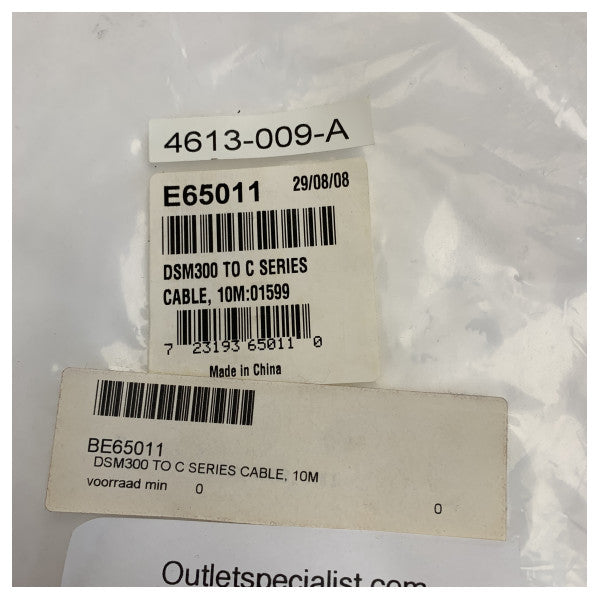 4613-009-A
E65011 29/08/08
DSM300 TO C SERIES
CABLE, 10M:01599
7 23193 65011 0
Made in China
BE65011
DSM300 TO C SERIES CABLE, 10M
voorraad min 0
0
Outletspecialist.com